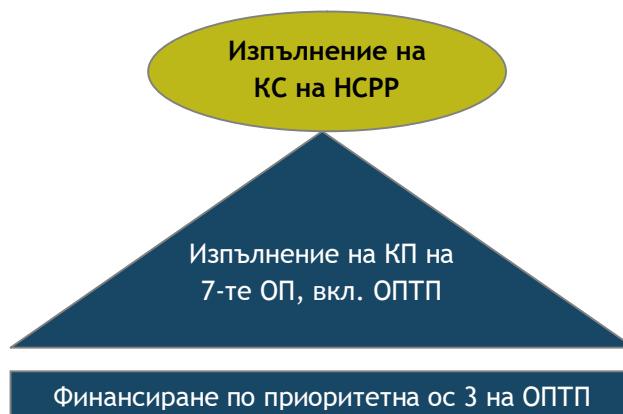 Изпълнение на
КС на НСРР
Изпълнение на КП на
7-те ОП, вкл. ОПТП
Финансиране по приоритетна ос 3 на ОПТП